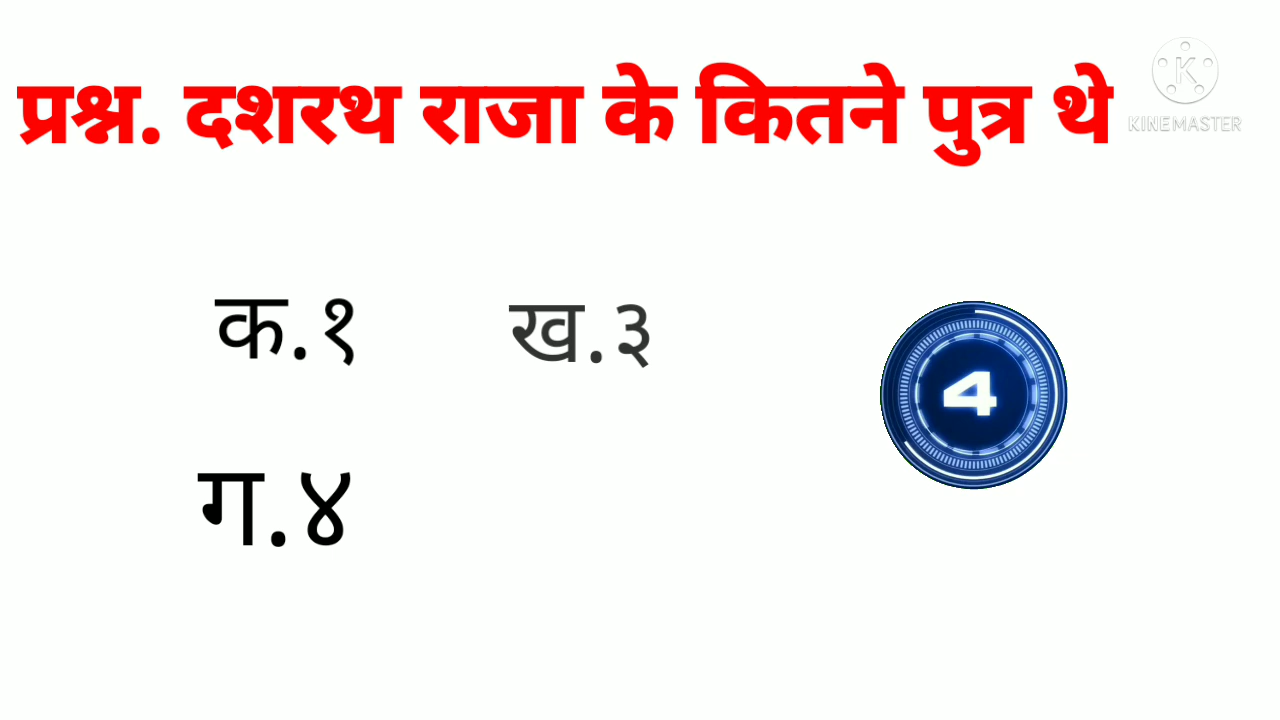 प्रश्न. दशरथ राजा के कितने पुत्र थे
K
KINEMASTER
क.१ ख.३
4
ग.४